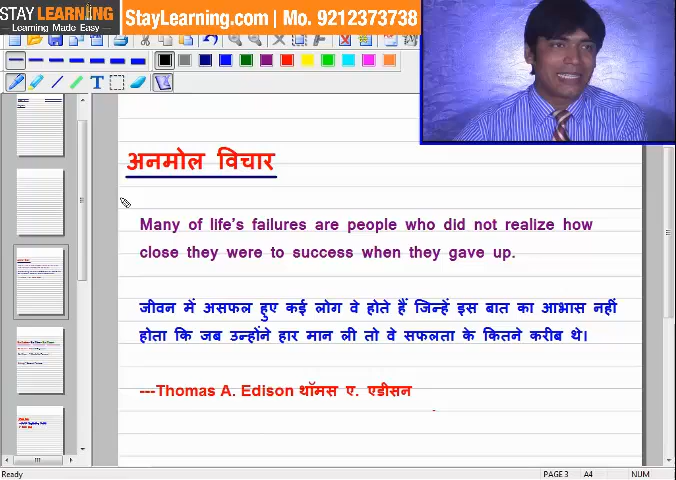 STAY LEARNING
Learning Made Easy
StayLearning.com | Mo. 9212373738
अनमोल विचार
Many of life's failures are people who did not realize how
close they were to success when they gave up.
जीवन में असफल हुए कई लोग वे होते हैं जिन्हें इस बात का आभास नहीं
होता कि जब उन्होंने हार मान ली तो वे सफलता के कितने करीब थे।
---Thomas A. Edison थॉमस ए. एडीसन
Ready
PAGE 3
A4
NUM